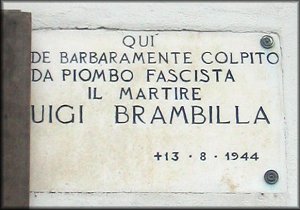 QUI
DE BARBARAMENTE COLPITO
DA PIOMBO FASCISTA
IL MARTIRE
UIGI BRAMBILLA
+13 • 8 • 1944